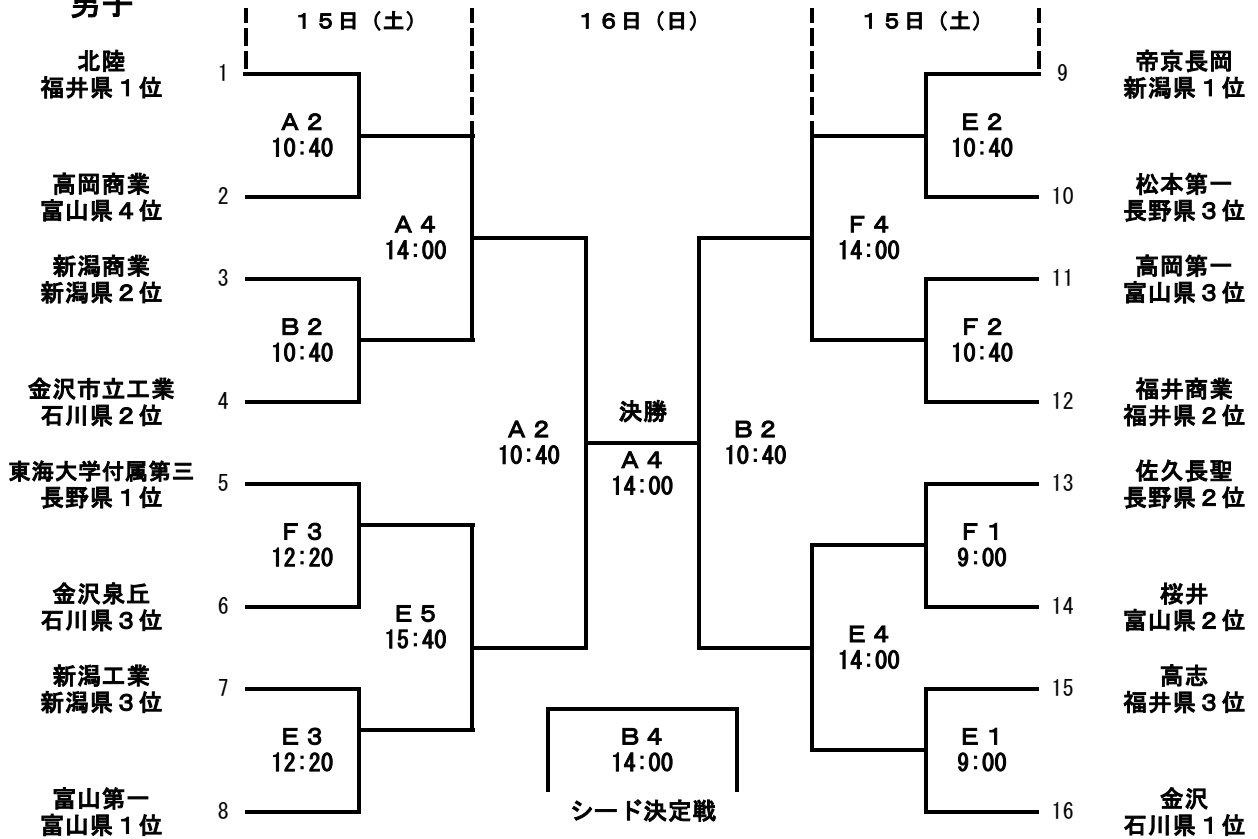 男子
１５日（土）
１６日（日）
１５日（土）
北陸
福井県１位
1
高岡商業
富山県４位
2
新潟商業
新潟県２位
3
金沢市立工業
石川県２位
4
東海大学付属第三
長野県１位
5
金沢泉丘
石川県３位
6
新潟工業
新潟県３位
7
富山第一
富山県１位
8
Ａ２
10:40
Ｂ２
10:40
Ｆ３
12:20
Ｅ３
12:20
Ａ４
14:00
Ｅ５
15:40
Ａ２
10:40
決勝
Ａ４
14:00
Ｂ４
14:00
シード決定戦
Ｂ２
10:40
Ｆ４
14:00
Ｅ４
14:00
Ｅ２
10:40
Ｆ２
10:40
Ｆ１
9:00
Ｅ１
9:00
9
帝京長岡
新潟県１位
10
松本第一
長野県３位
11
高岡第一
富山県３位
12
福井商業
福井県２位
13
佐久長聖
長野県２位
14
桜井
富山県２位
15
高志
福井県３位
16
金沢
石川県１位